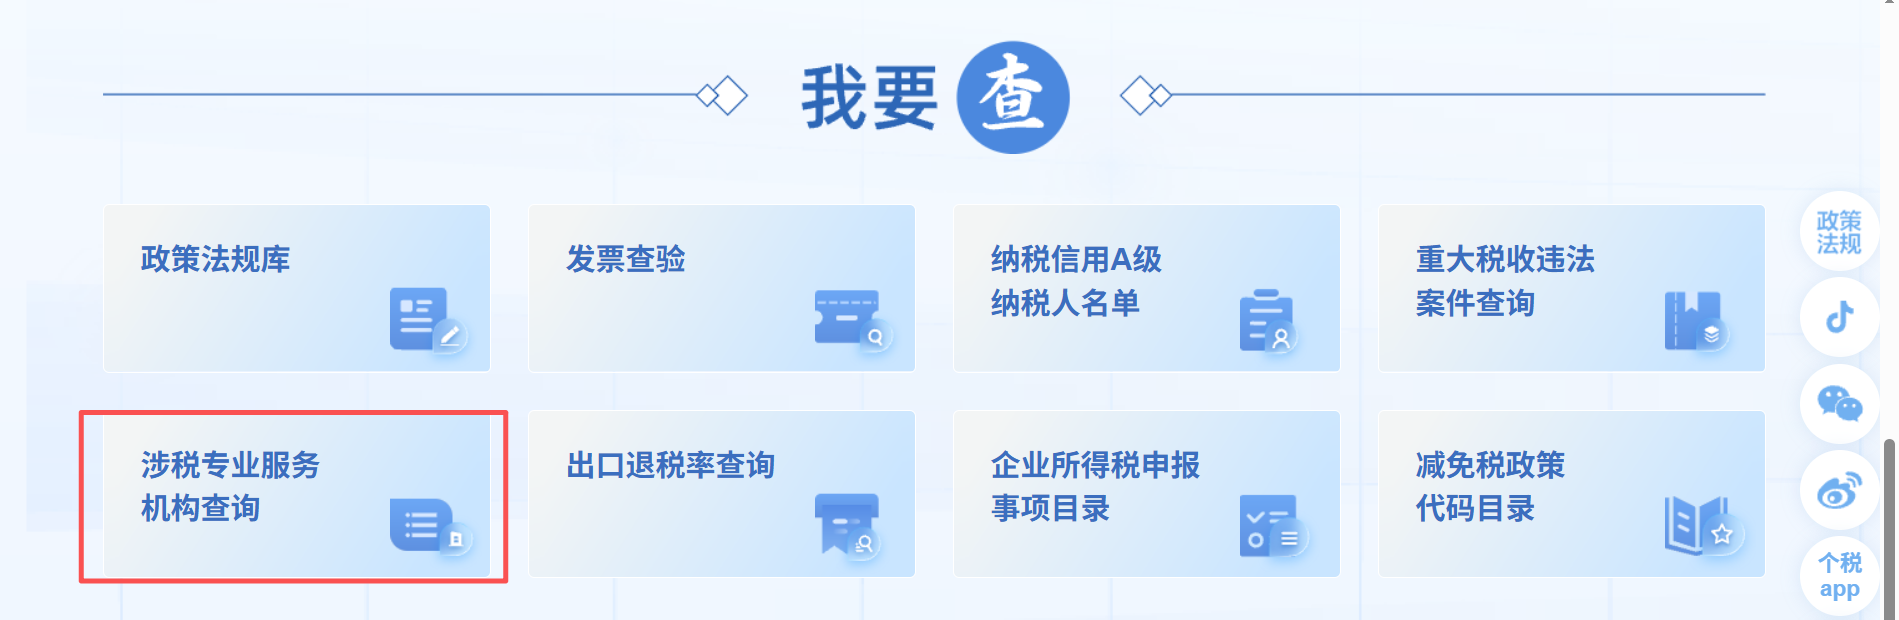 我要查
政策法规库
发票查验
纳税信用A级
纳税人名单
重大税收违法
案件查询
涉税专业服务
机构查询
出口退税率查询
企业所得税申报
事项目录
减免税政策
代码目录
政策
法规
个税
app